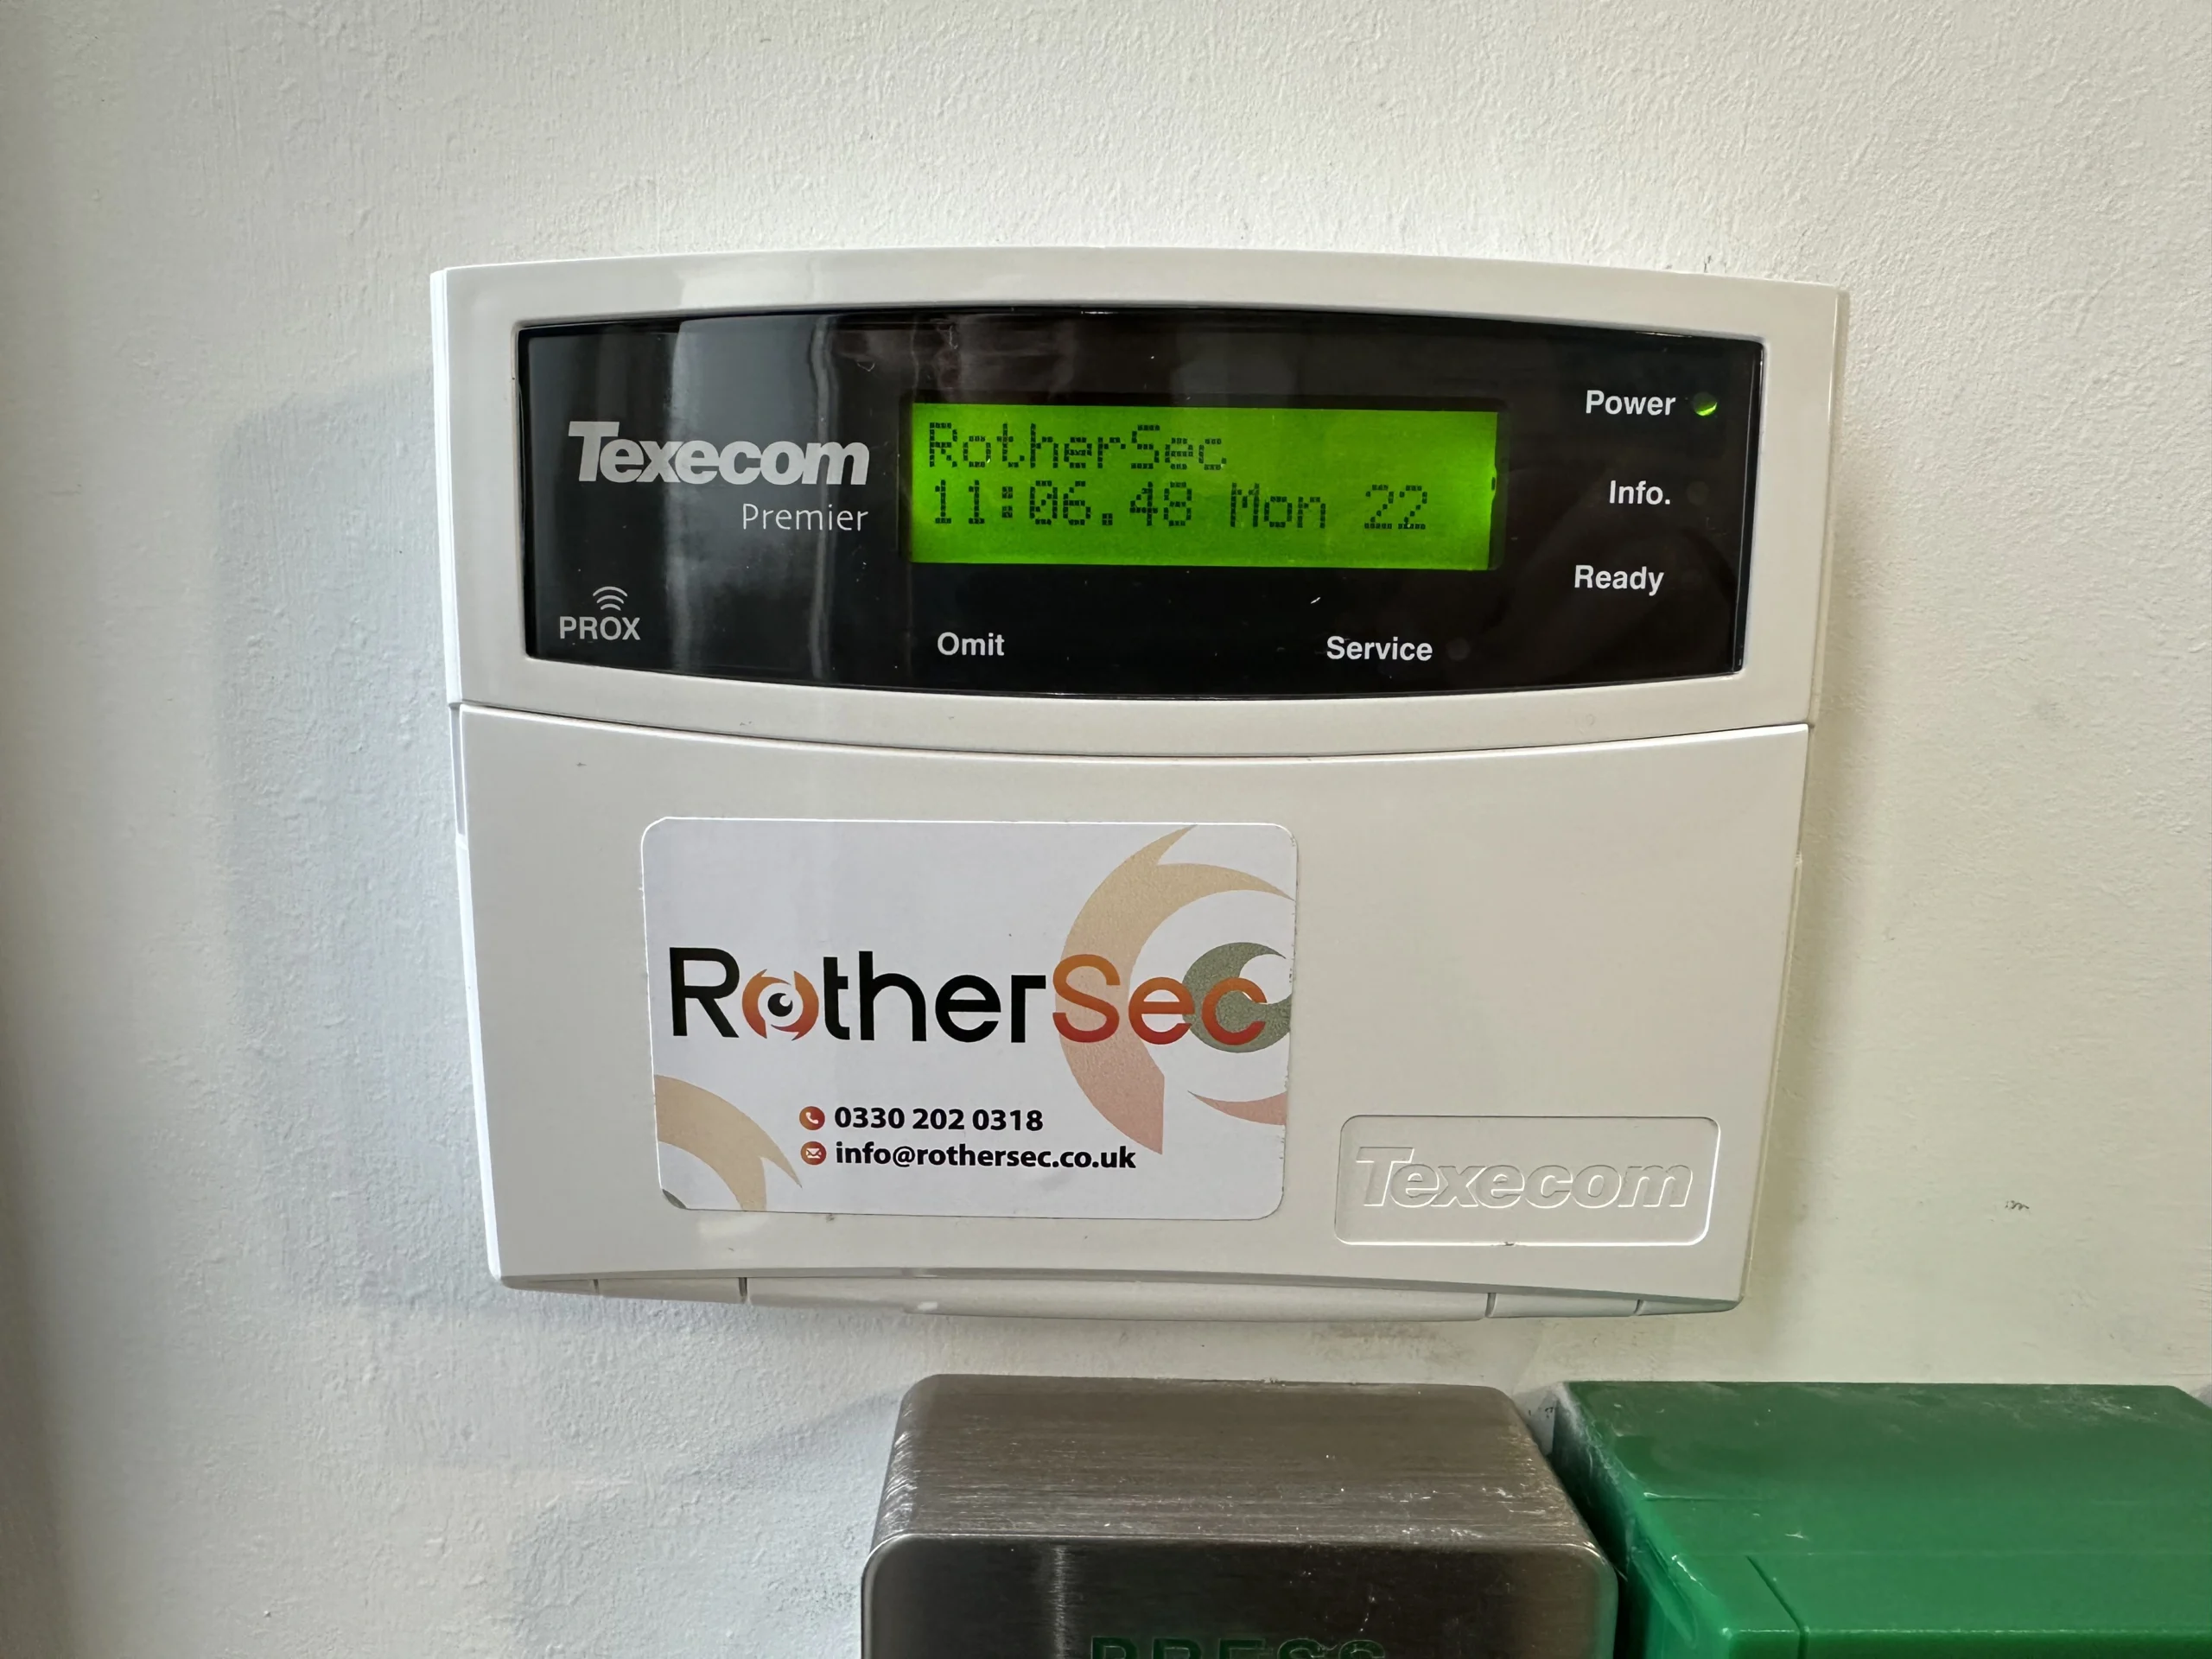 Texecom
Premier
PROX
RotherSec
11:06.48 Mon 22
Power
Info.
Ready
Omit
Service
RotherSec
0330 202 0318
info@rothersec.co.uk
Texecom
PRESS